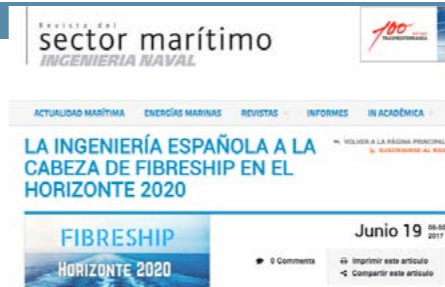 Revista del
sector marítimo
INGENIERIA NAVAL
100
TRASMEDITERRANEA
ACTUALIDAD MARÍTIMA ENERGÍAS MARINAS REVISTAS INFORMES IN ACADÉMICA
LA INGENIERÍA ESPAÑOLA A LA
CABEZA DE FIBRESHIP EN EL
HORIZONTE 2020
VOLVER A LA PÁGINA PRINCIPAL
FIBRESHIP
HORIZONTE 2020
Junio 19
2017
0 Comments
Imprimir este artículo
Compartir este artículo